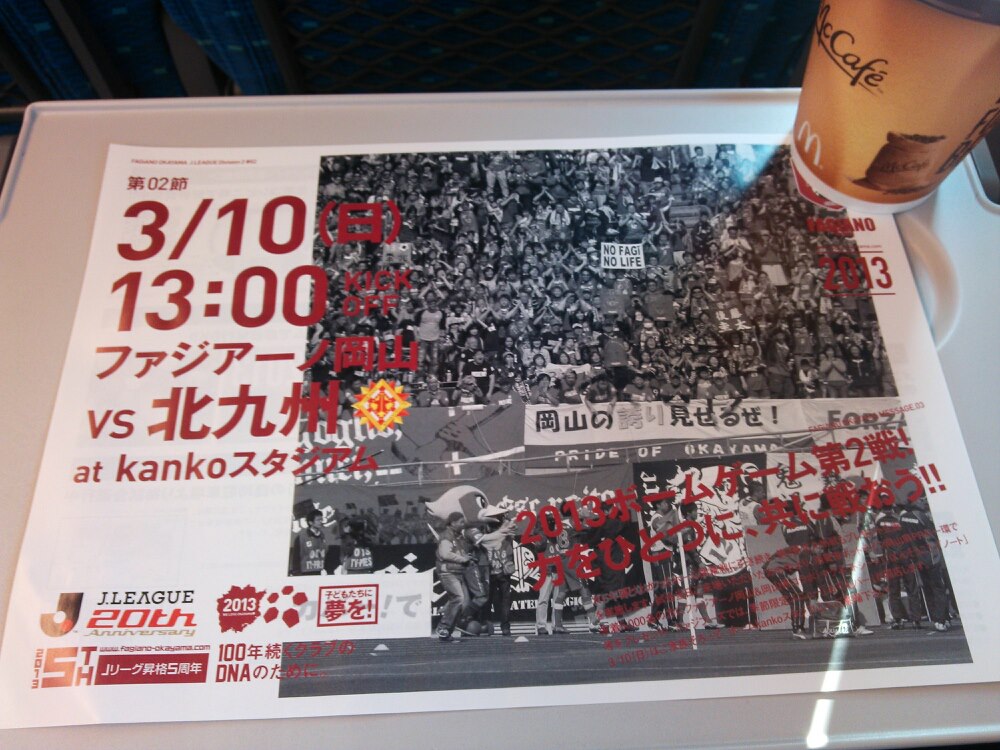 FAGIANO OKAYAMA J.LEAGUE Division 2 #02
第02節
3/10(日)
13:00 KICK OFF
ファジアーノ岡山
vs 北九州
at kankoスタジアム
McCafé
McCafé
FAGIANO
2013
NO FAGI
NO LIFE
岡山の誇り見せるぜ!
PRIDE OF OKAYAMA
2013ホームゲーム第2戦!
力をひとつに、共に戦おう!!
J.LEAGUE
20th
Anniversary
2013
子どもたちに
夢を!
2013
5TH
www.fagiano-okayama.com
Jリーグ昇格5周年
100年続くクラブの
DNAのために...